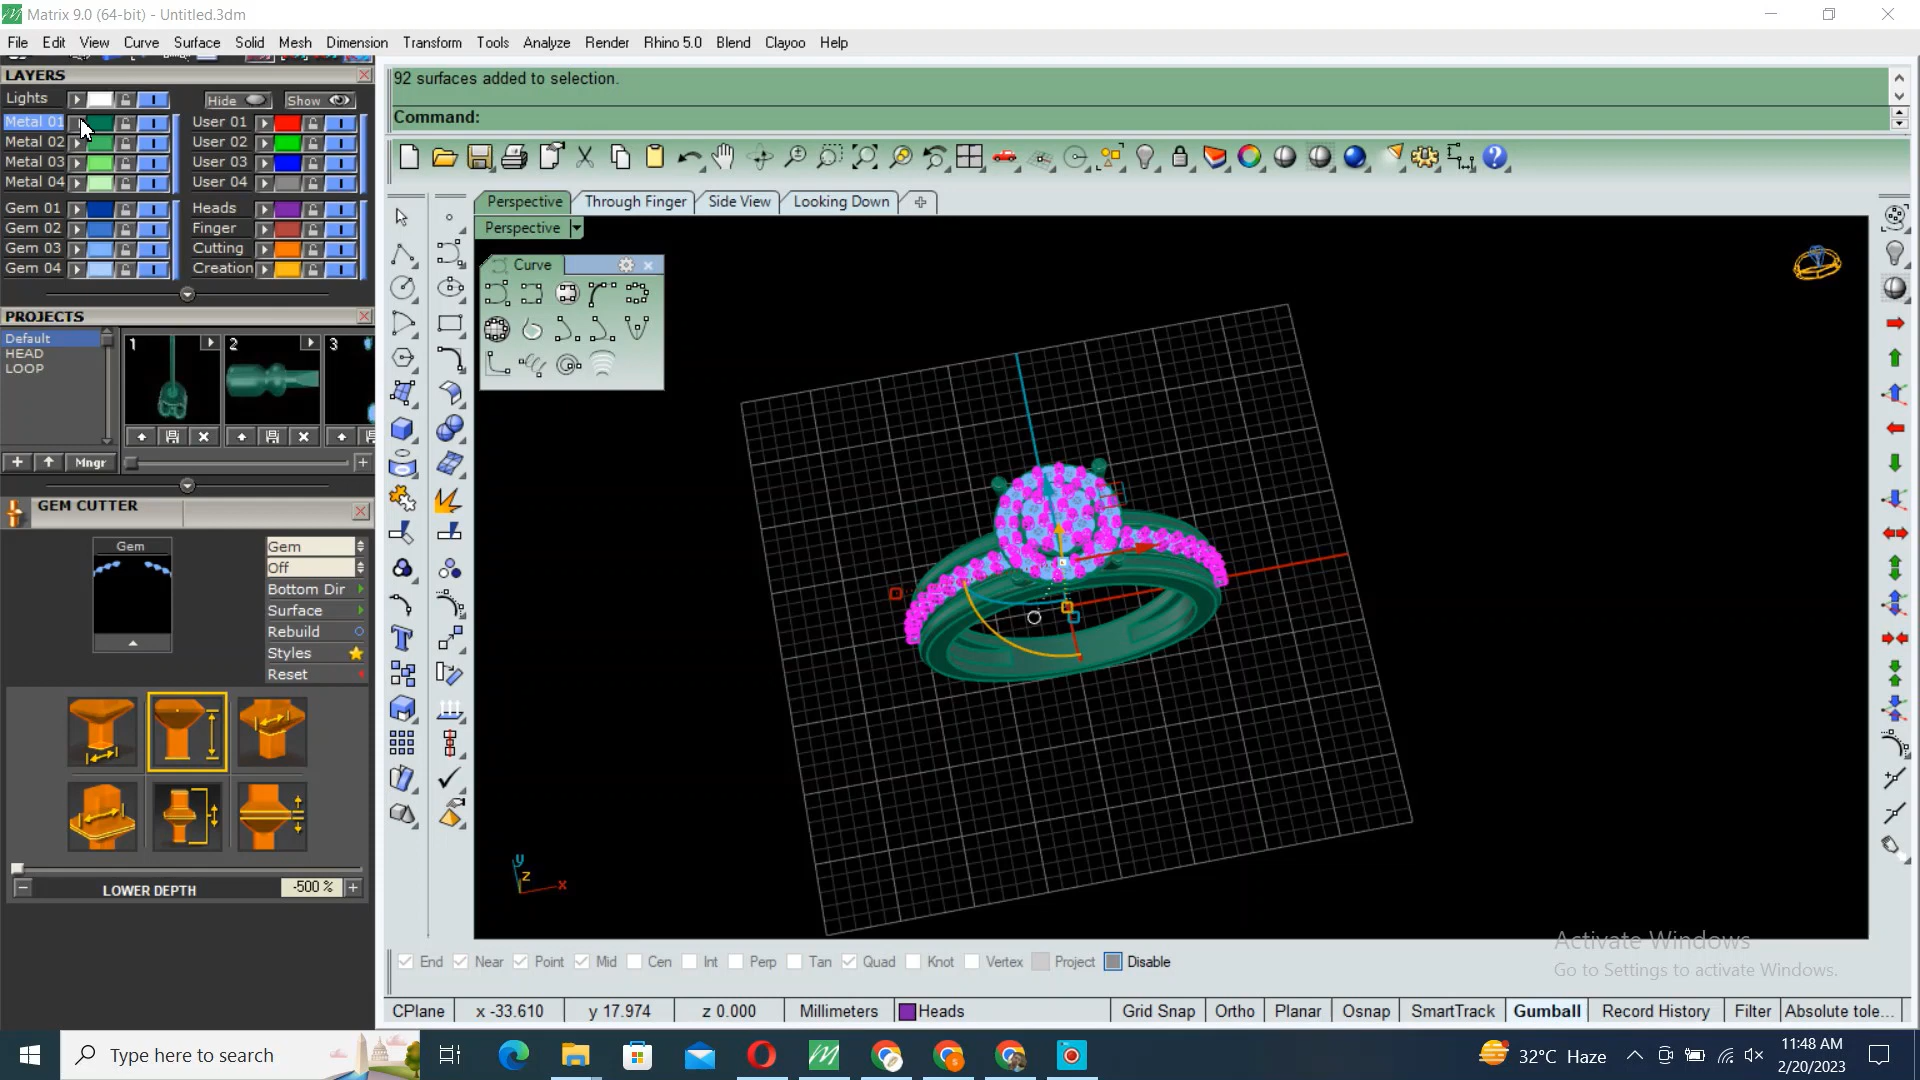 Matrix 9.0 (64-bit) - Untitled.3dm
File Edit View Curve Surface Solid Mesh Dimension Transform Tools Analyze Render Rhino 5.0 Blend Clayoo Help
LAYERS
Lights Hide Show
Metal 01 User 01
Metal 02 User 02
Metal 03 User 03
Metal 04 User 04
Gem 01 Heads
Gem 02 Finger
Gem 03 Cutting
Gem 04 Creation
PROJECTS
Default
HEAD
LOOP
1 2 3
Mngr
GEM CUTTER
Gem
Gem
Off
Bottom Dir
Surface
Rebuild
Styles
Reset
LOWER DEPTH -500 %
92 surfaces added to selection.
Command:
Perspective Through Finger Side View Looking Down
Perspective
Curve
y
z
x
Activate Windows
Go to Settings to activate Windows.
End Near Point Mid Cen Int Perp Tan Quad Knot Vertex Project Disable
CPlane x -33.610 y 17.974 z 0.000 Millimeters Heads Grid Snap Ortho Planar Osnap SmartTrack Gumball Record History Filter Absolute tole...
Type here to search
32°C Haze
11:48 AM
2/20/2023